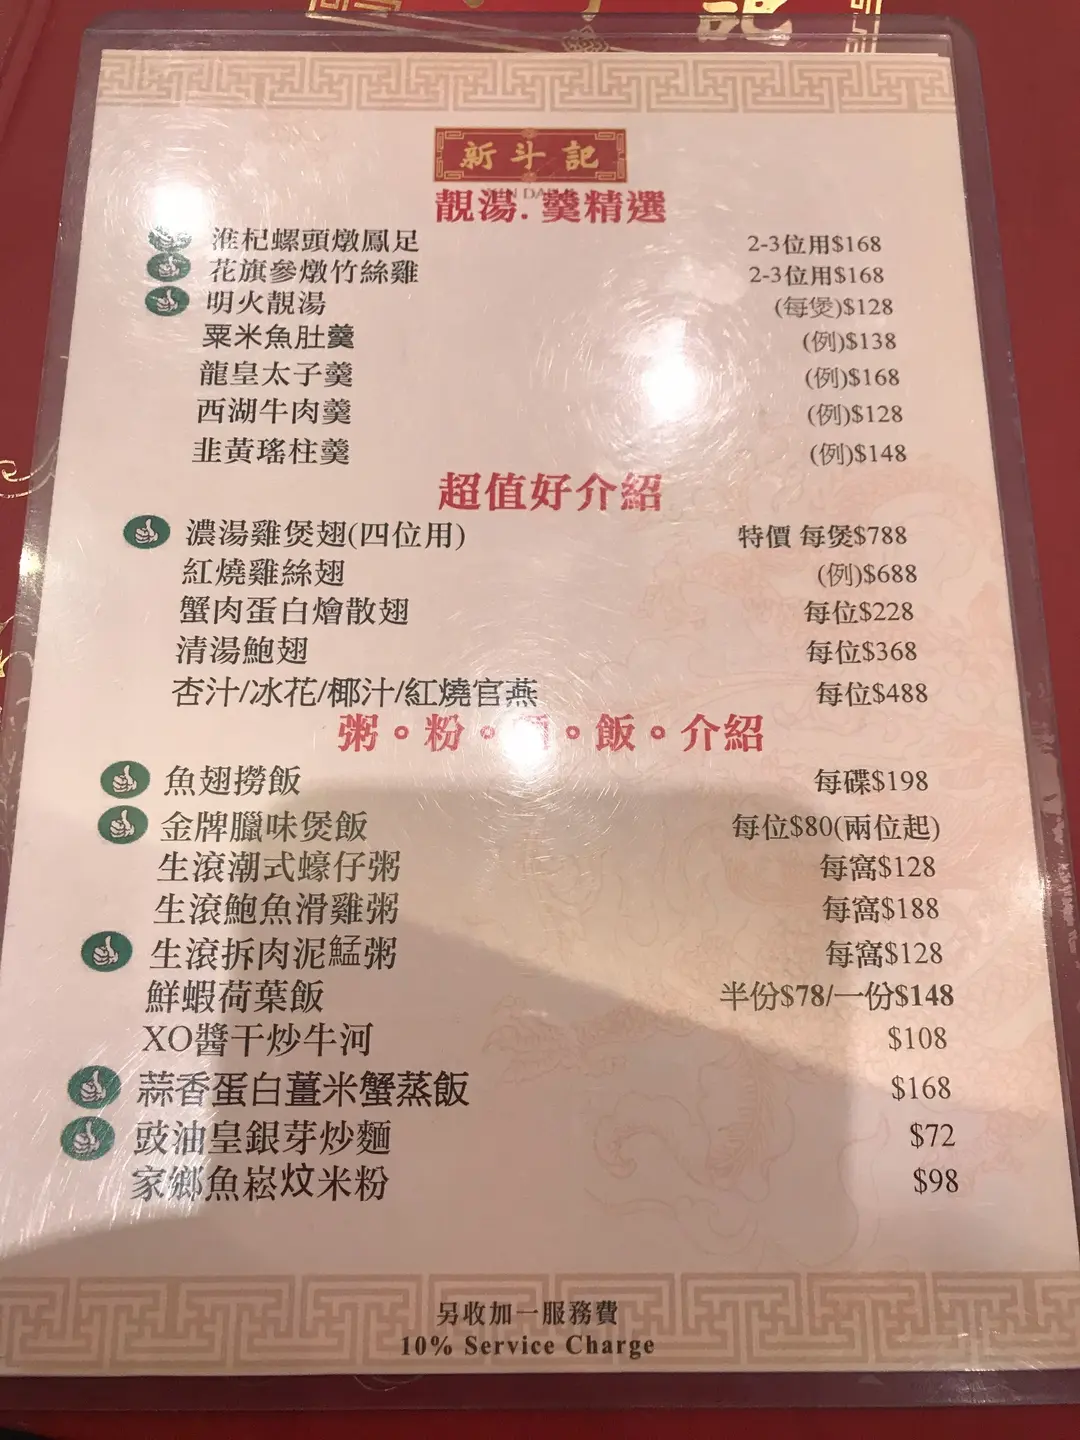 記
新斗記
靚湯.羹精選
淮杞螺頭燉鳳足 2-3位用$168
花旗參燉竹絲雞 2-3位用$168
明火靚湯 (每煲)$128
粟米魚肚羹 (例)$138
龍皇太子羹 (例)$168
西湖牛肉羹 (例)$128
韭黃瑤柱羹 (例)$148
超值好介紹
濃湯雞煲翅(四位用) 特價 每煲$788
紅燒雞絲翅 (例)$688
蟹肉蛋白燴散翅 每位$228
清湯鮑翅 每位$368
杏汁/冰花/椰汁/紅燒官燕 每位$488
粥。粉。。飯。介紹
魚翅撈飯 每碟$198
金牌臘味煲飯 每位$80(兩位起)
生滾潮式蠔仔粥 每窩$128
生滾鮑魚滑雞粥 每窩$188
生滾拆肉泥鯭粥 每窩$128
鮮蝦荷葉飯 半份$78/一份$148
XO醬干炒牛河 $108
蒜香蛋白薑米蟹蒸飯 $168
豉油皇銀芽炒麵 $72
家鄉魚崧炆米粉 $98
另收加一服務費
10% Service Charge